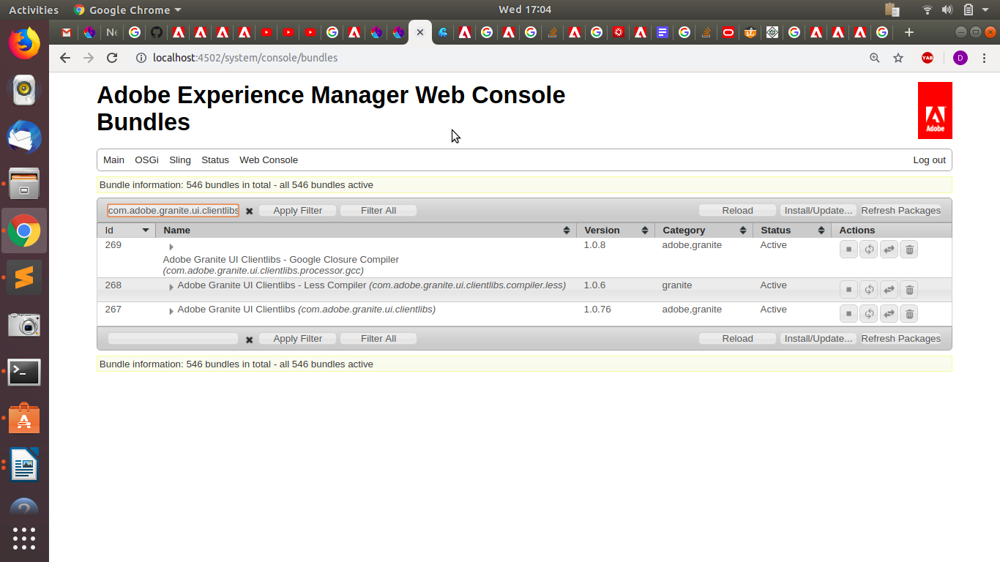 Activities Google Chrome Wed 17:04
Ne
YAB D
localhost:4502/system/console/bundles
Adobe Experience Manager Web Console
Bundles
Adobe
Main OSGi Sling Status Web Console Log out
Bundle information: 546 bundles in total - all 546 bundles active
com.adobe.granite.ui.clientlibs Apply Filter Filter All Reload Install/Update... Refresh Packages
Id Name Version Category Status Actions
269 1.0.8 adobe,granite Active
Adobe Granite UI Clientlibs - Google Closure Compiler
(com.adobe.granite.ui.clientlibs.processor.gcc)
268 Adobe Granite UI Clientlibs - Less Compiler (com.adobe.granite.ui.clientlibs.compiler.less) 1.0.6 granite Active
267 Adobe Granite UI Clientlibs (com.adobe.granite.ui.clientlibs) 1.0.76 adobe,granite Active
Apply Filter Filter All Reload Install/Update... Refresh Packages
Bundle information: 546 bundles in total - all 546 bundles active